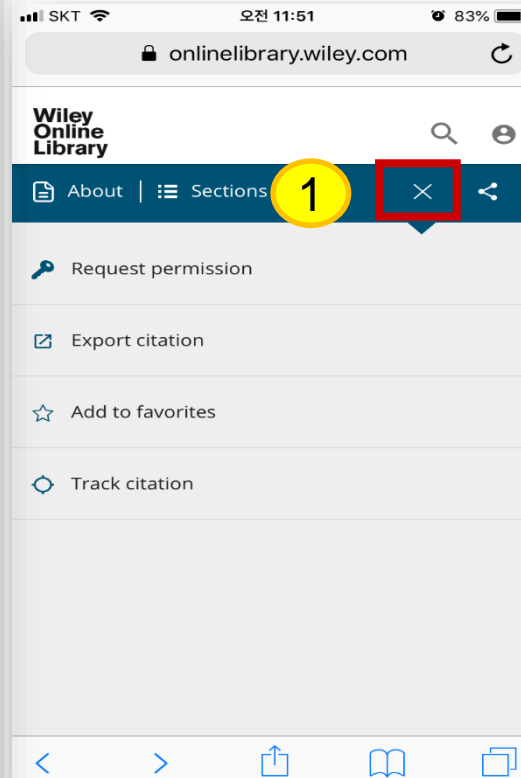 SKT 오전 11:51 83%
onlinelibrary.wiley.com
Wiley
Online
Library
About | Sections 1
Request permission
Export citation
Add to favorites
Track citation